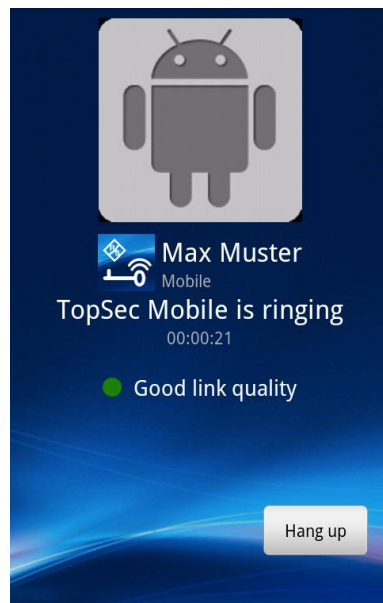 Max Muster
Mobile
TopSec Mobile is ringing
00:00:21
Good link quality
Hang up